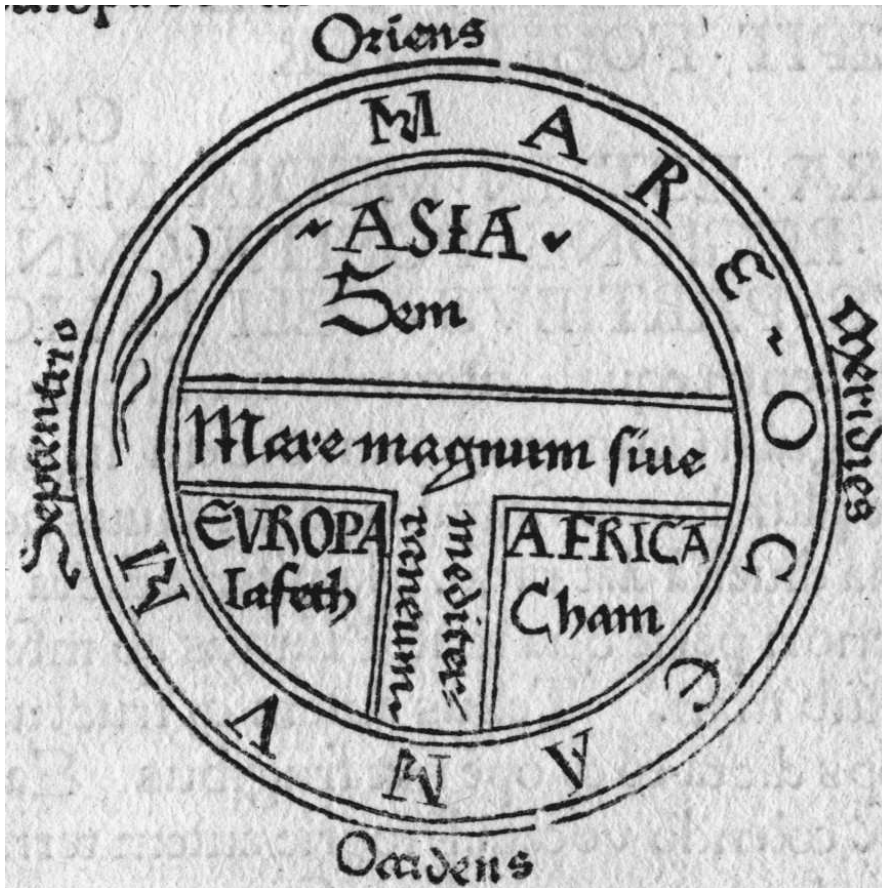 Oriens
MARE OCEANVM
ASIA
Sem
Septentrio
Meridies
Mare magnum siue
mediter
raneum
EVROPA
Iafeth
AFRICA
Cham
Occidens